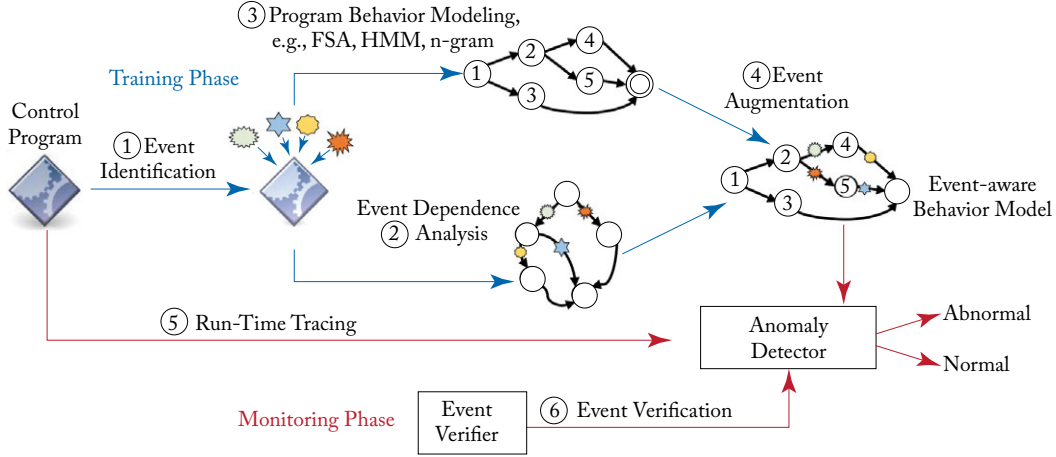 ③ Program Behavior Modeling,
e.g., FSA, HMM, n-gram
Training Phase
Control
Program
① Event
Identification
1
2
3
4
5
④ Event
Augmentation
Event Dependence
② Analysis
1
2
3
4
5
Event-aware
Behavior Model
⑤ Run-Time Tracing
Anomaly
Detector
Abnormal
Normal
Monitoring Phase
Event
Verifier
⑥ Event Verification